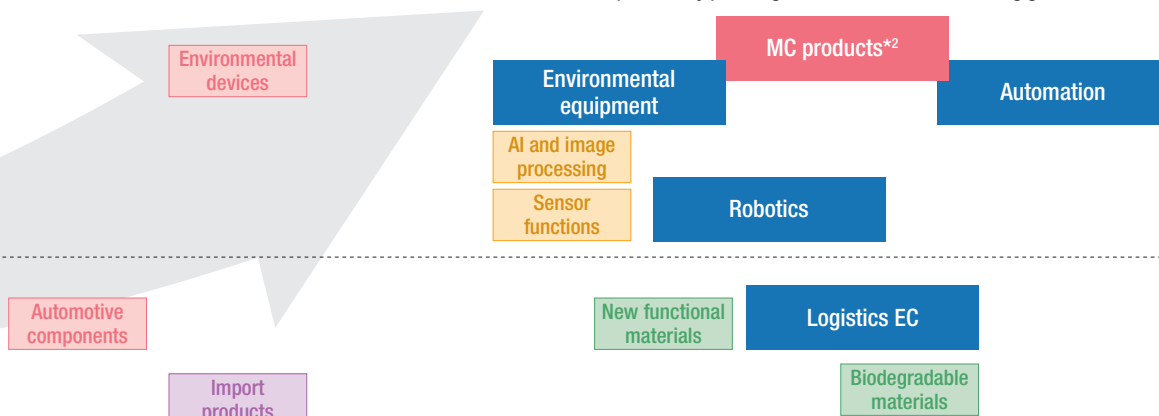 MC products*2
Environmental
devices
Environmental
equipment
Automation
AI and image
processing
Sensor
functions
Robotics
Automotive
components
New functional
materials
Logistics EC
Import
products
Biodegradable
materials